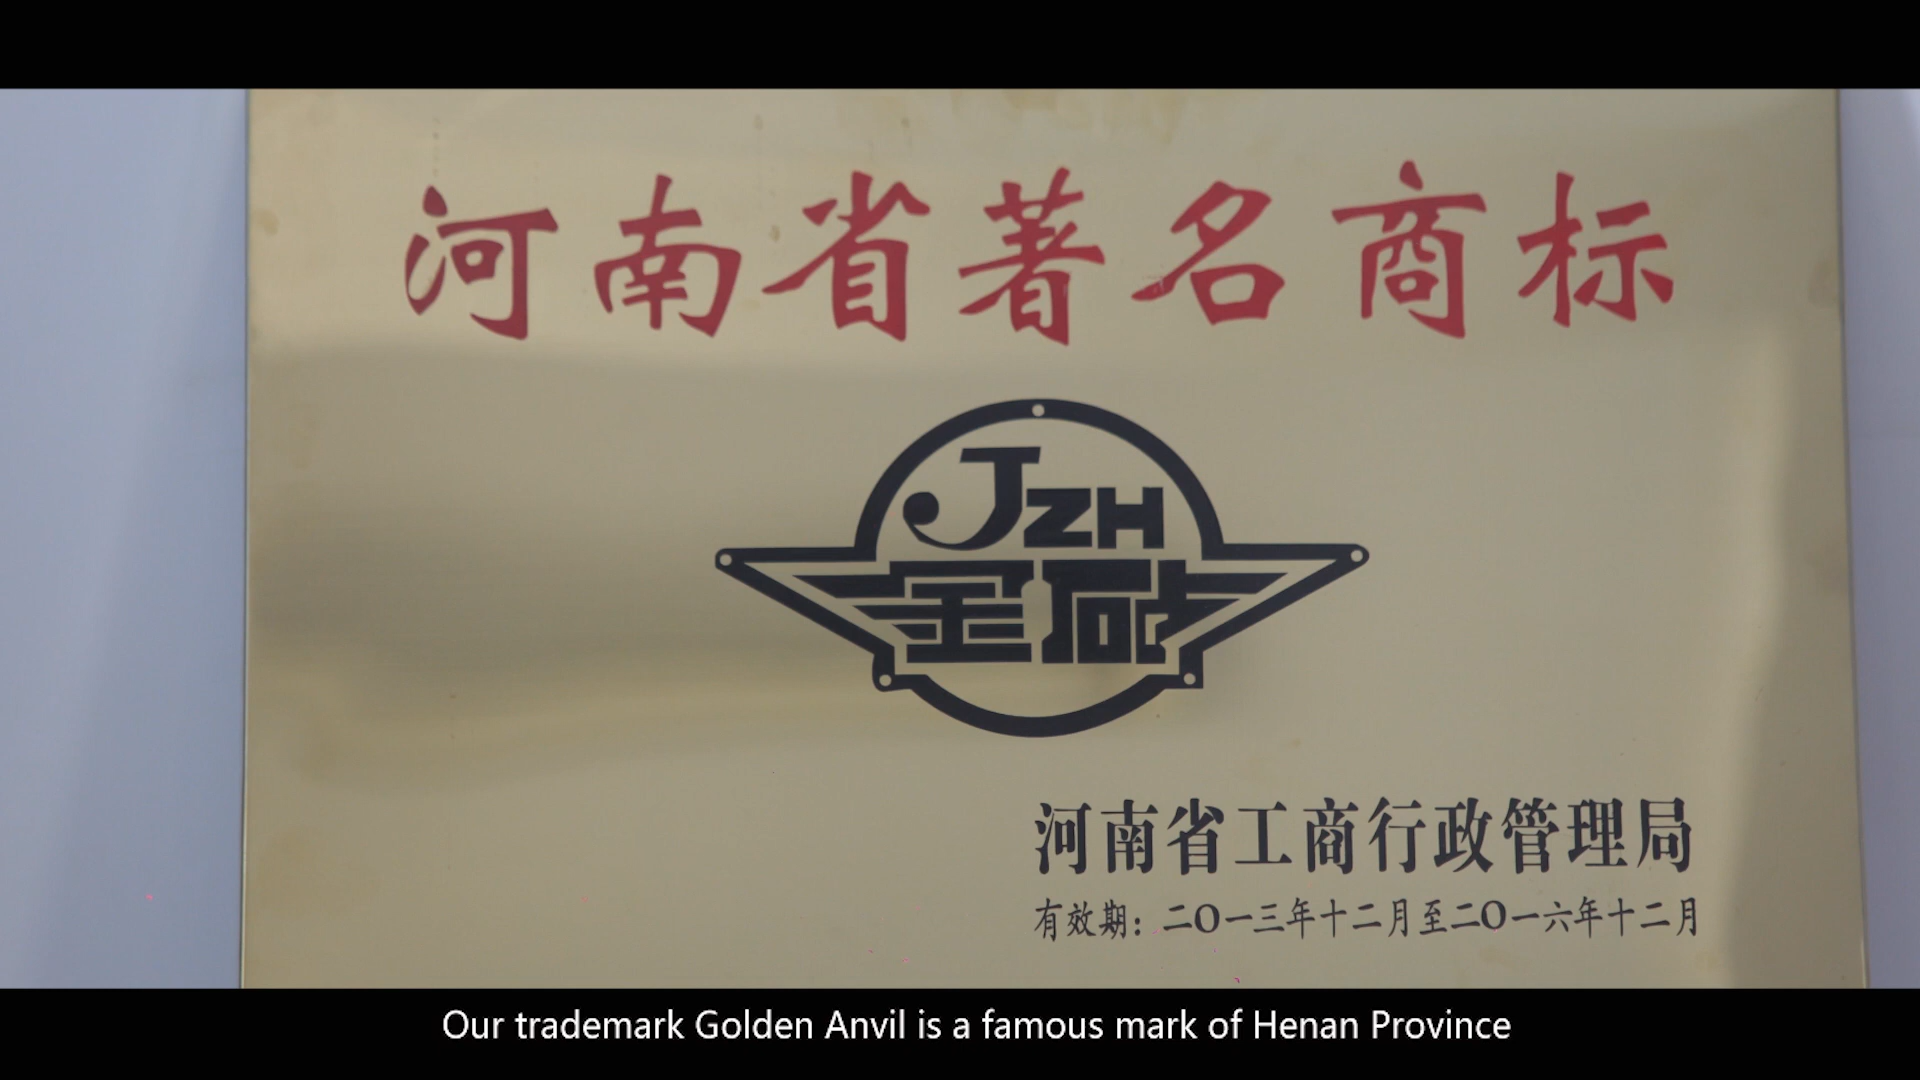 河南省著名商标
JZH
金砧
河南省工商行政管理局
有效期：二〇一三年十二月至二〇一六年十二月
Our trademark Golden Anvil is a famous mark of Henan Province